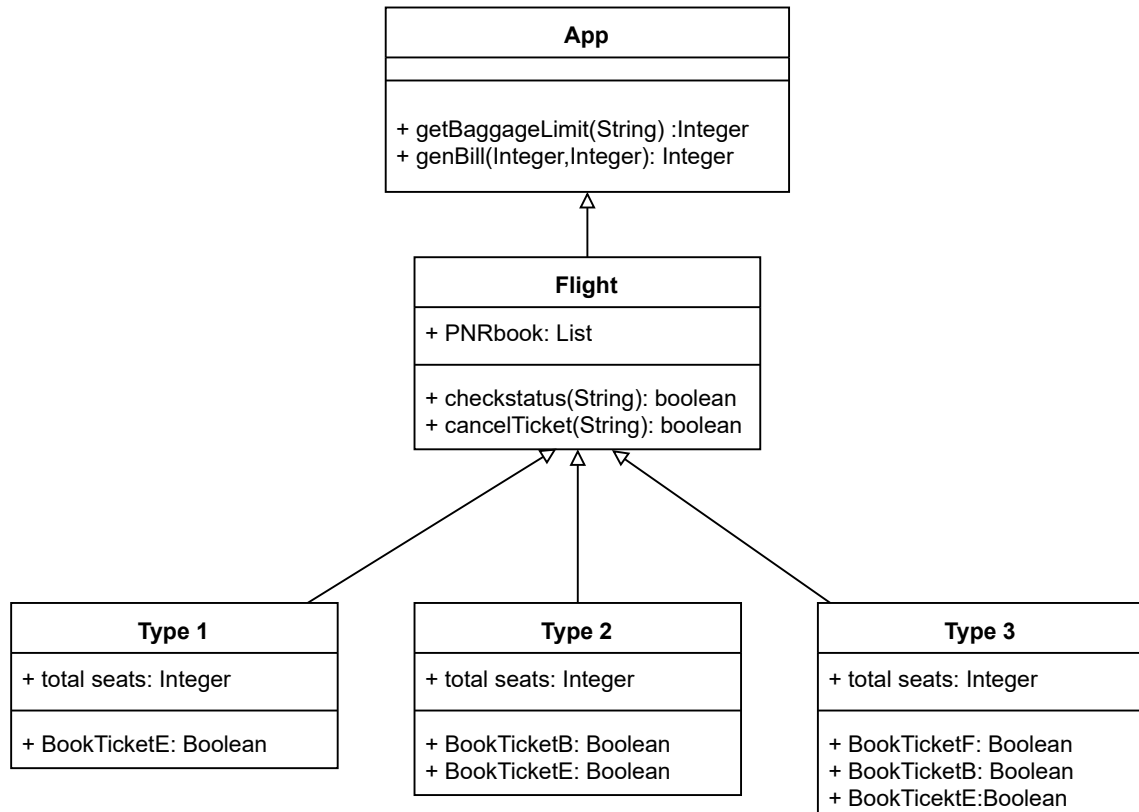 App
+ getBaggageLimit(String) :Integer
+ genBill(Integer,Integer): Integer
Flight
+ PNRbook: List
+ checkstatus(String): boolean
+ cancelTicket(String): boolean
Type 1
+ total seats: Integer
+ BookTicketE: Boolean
Type 2
+ total seats: Integer
+ BookTicketB: Boolean
+ BookTicketE: Boolean
Type 3
+ total seats: Integer
+ BookTicketF: Boolean
+ BookTicketB: Boolean
+ BookTicektE:Boolean